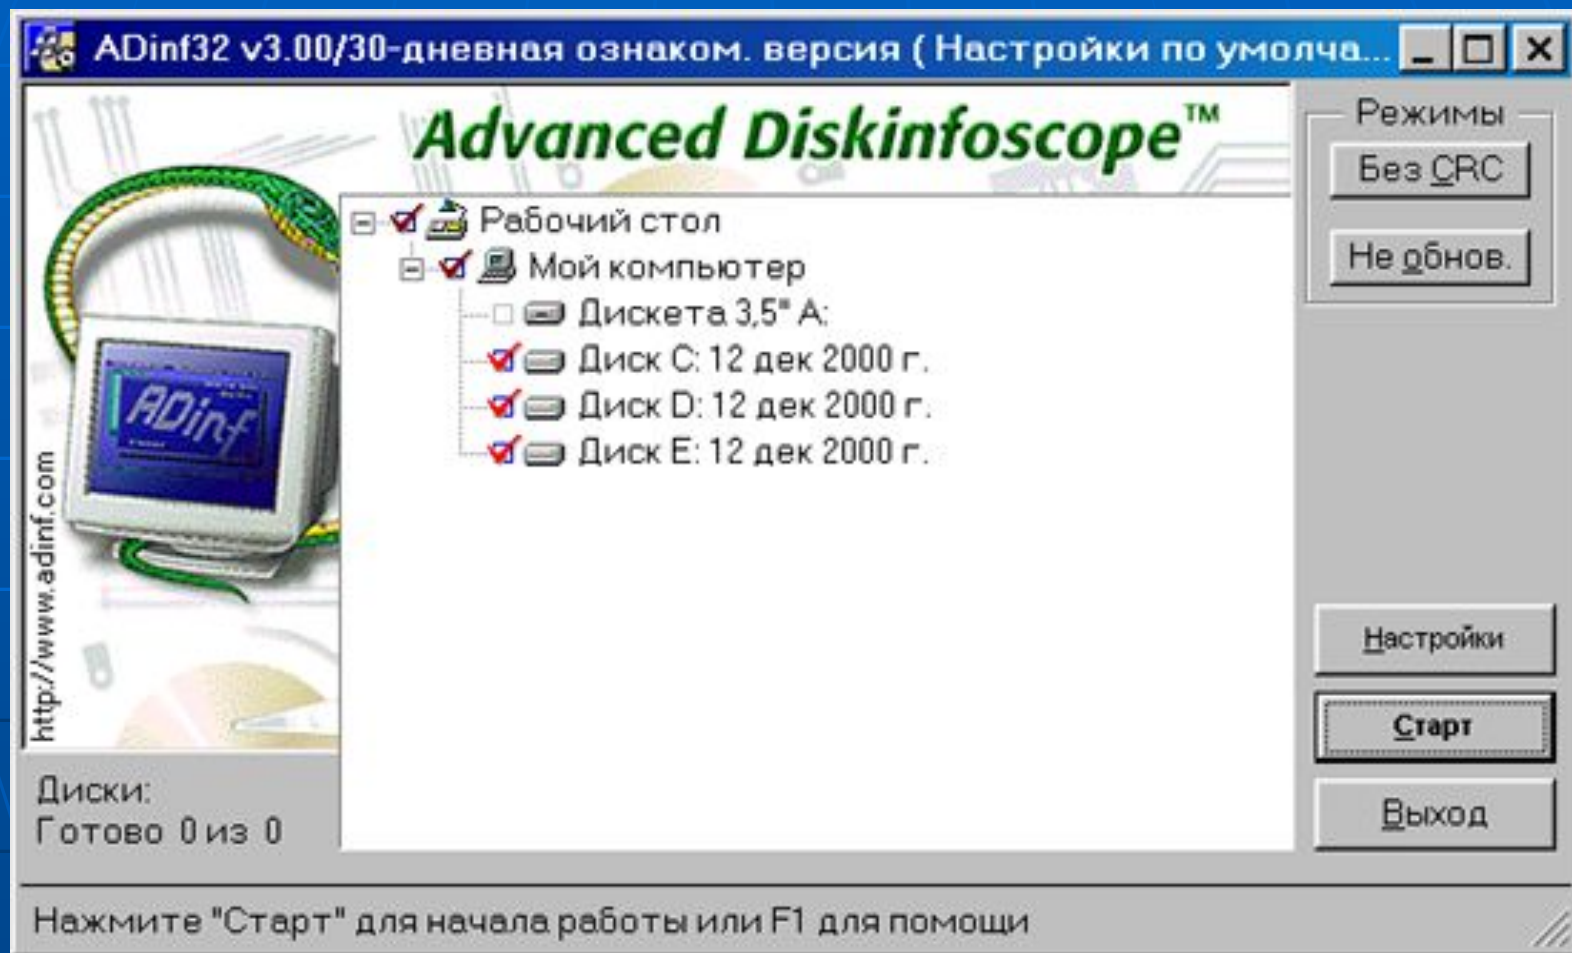 ADinf32 v3.00/30-дневная ознаком. версия ( Настройки по умолча...
Advanced Diskinfoscope™
Рабочий стол
Мой компьютер
Дискета 3,5" A:
Диск C: 12 дек 2000 г.
Диск D: 12 дек 2000 г.
Диск E: 12 дек 2000 г.
ADinf
http://www.adinf.com
Режимы
Без CRC
Не обнов.
Настройки
Старт
Выход
Диски:
Готово 0 из 0
Нажмите "Старт" для начала работы или F1 для помощи